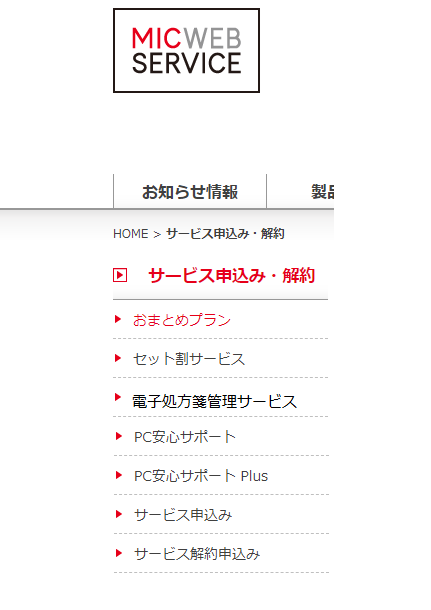 MICWEB
SERVICE
お知らせ情報
製品
HOME > サービス申込み・解約
サービス申込み・解約
おまとめプラン
セット割サービス
電子処方箋管理サービス
PC安心サポート
PC安心サポート Plus
サービス申込み
サービス解約申込み